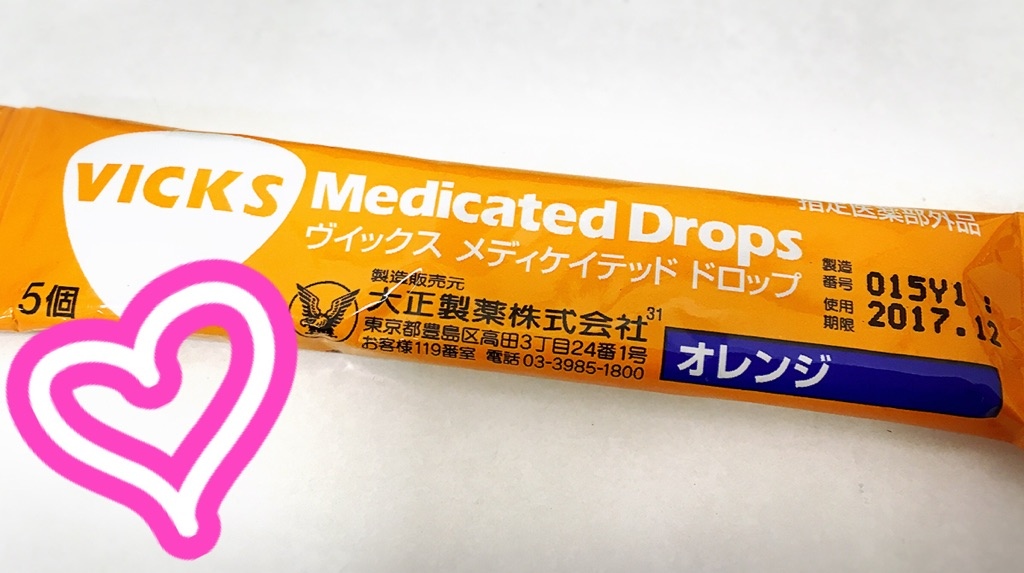 VICKS
Medicated Drops
ヴイックス メディケイテッド ドロップ
指定医薬部外品
5個
製造販売元
大正製薬株式会社 31
東京都豊島区高田3丁目24番1号
お客様119番室 電話 03-3985-1800
製造番号 015Y1
使用期限 2017.12
オレンジ